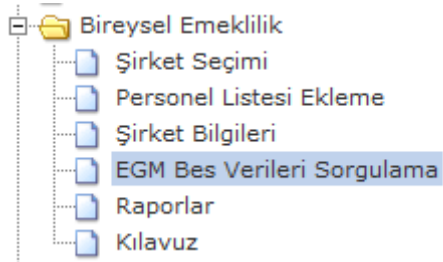 Bireysel Emeklilik
Şirket Seçimi
Personel Listesi Ekleme
Şirket Bilgileri
EGM Bes Verileri Sorgulama
Raporlar
Kılavuz